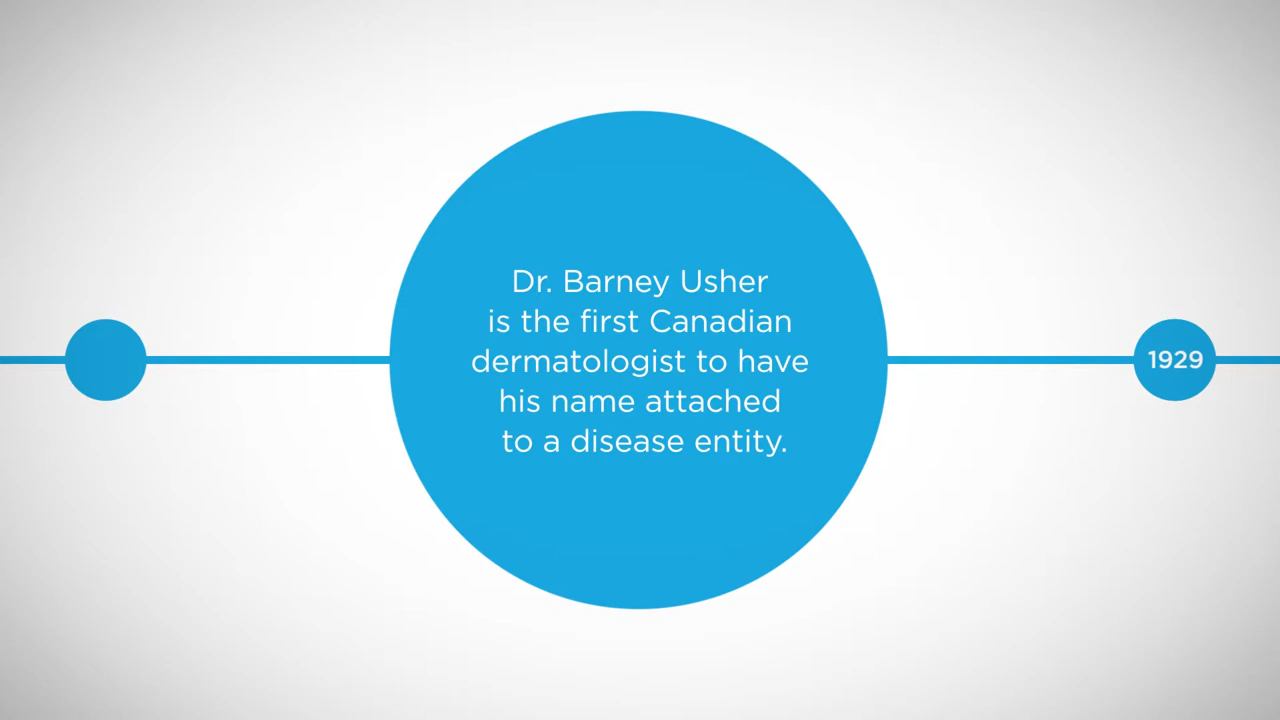 Dr. Barney Usher
is the first Canadian
dermatologist to have
his name attached
to a disease entity.
1929